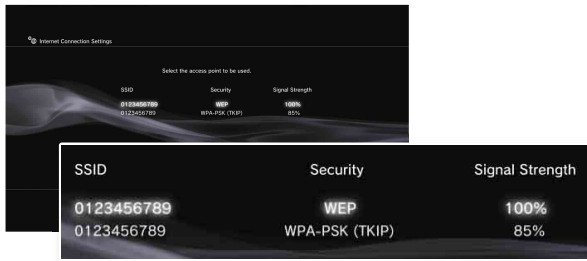 Internet Connection Settings
Select the access point to be used.
SSID Security Signal Strength
0123456789 WEP 100%
0123456789 WPA-PSK (TKIP) 85%
SSID Security Signal Strength
0123456789 WEP 100%
0123456789 WPA-PSK (TKIP) 85%